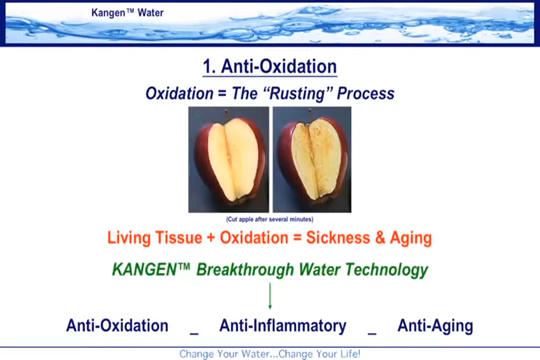 Kangen™ Water
1. Anti-Oxidation
Oxidation = The “Rusting” Process
(Cut apple after several minutes)
Living Tissue + Oxidation = Sickness & Aging
KANGEN™ Breakthrough Water Technology
Anti-Oxidation _ Anti-Inflammatory _ Anti-Aging
Change Your Water...Change Your Life!